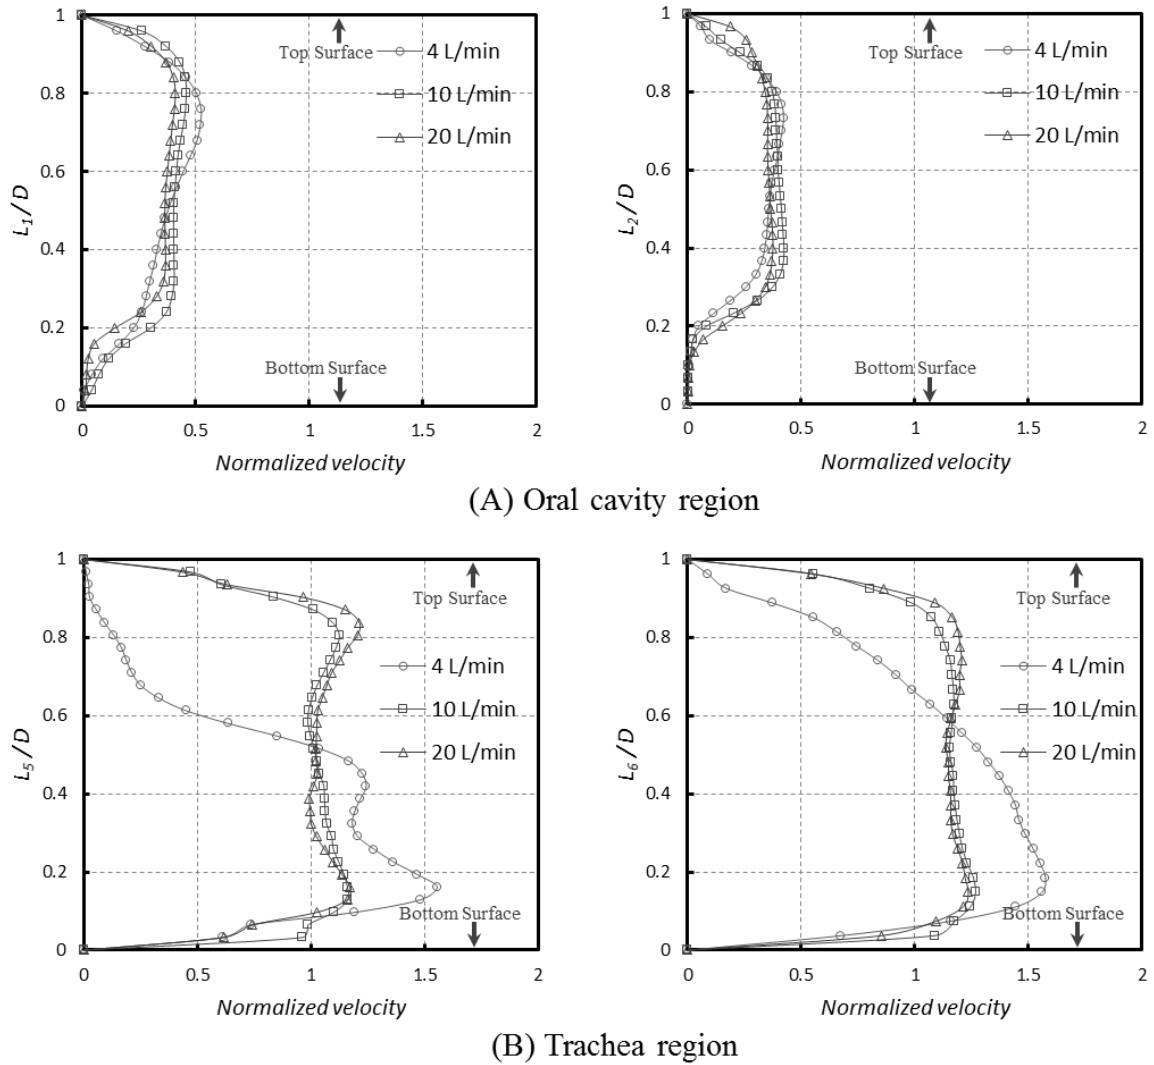 1
0.8
0.6
0.4
0.2
0
L1 / D
Top Surface
4 L/min
10 L/min
20 L/min
Bottom Surface
0 0.5 1 1.5 2
Normalized velocity
1
0.8
0.6
0.4
0.2
0
L2 / D
Top Surface
4 L/min
10 L/min
20 L/min
Bottom Surface
0 0.5 1 1.5 2
Normalized velocity
(A) Oral cavity region
1
0.8
0.6
0.4
0.2
0
L5 / D
Top Surface
4 L/min
10 L/min
20 L/min
Bottom Surface
0 0.5 1 1.5 2
Normalized velocity
1
0.8
0.6
0.4
0.2
0
L6 / D
Top Surface
4 L/min
10 L/min
20 L/min
Bottom Surface
0 0.5 1 1.5 2
Normalized velocity
(B) Trachea region